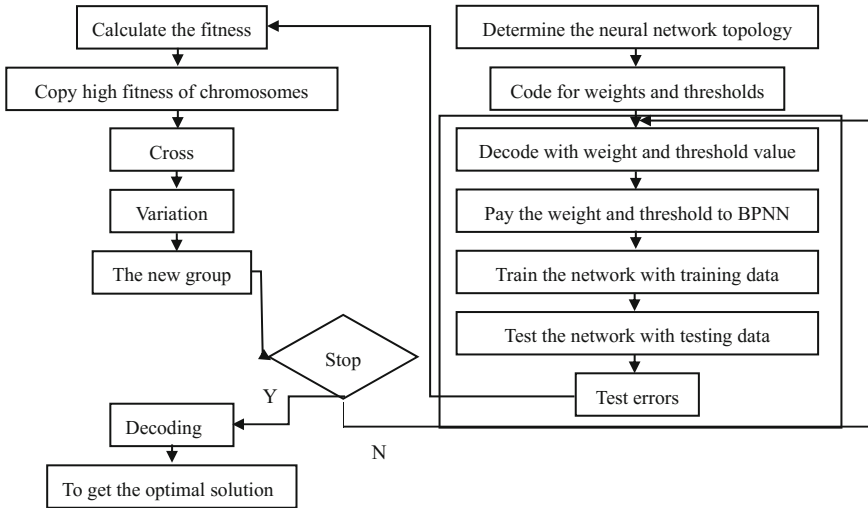 Calculate the fitness
Copy high fitness of chromosomes
Cross
Variation
The new group
Stop
Y
N
Decoding
To get the optimal solution
Determine the neural network topology
Code for weights and thresholds
Decode with weight and threshold value
Pay the weight and threshold to BPNN
Train the network with training data
Test the network with testing data
Test errors